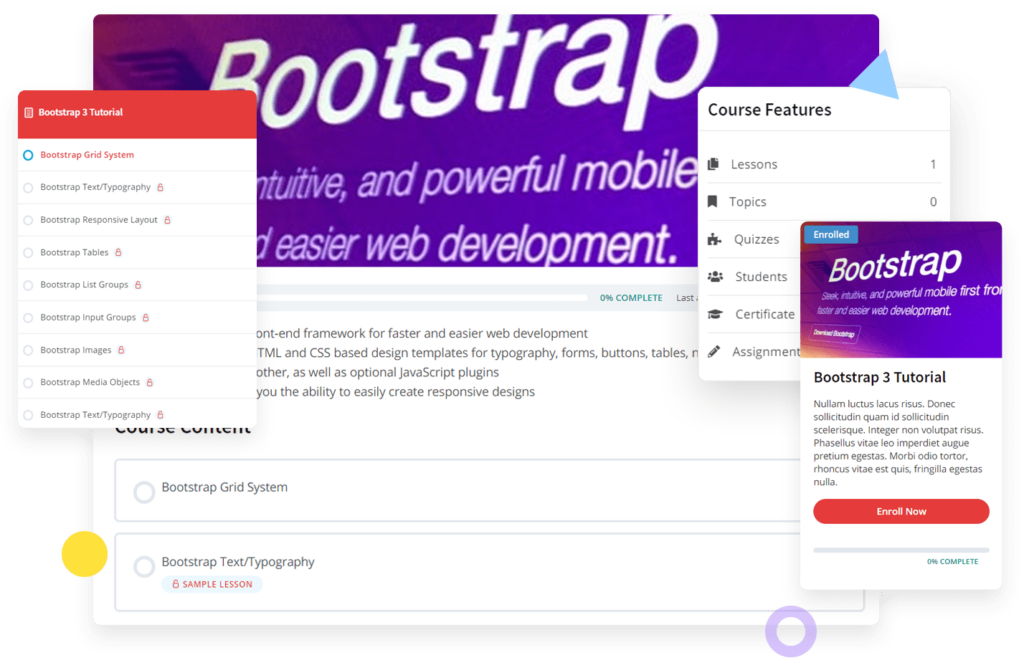 Bootstrap
intuitive, and powerful mobile
d easier web development.
Bootstrap 3 Tutorial
Bootstrap Grid System
Bootstrap Text/Typography
Bootstrap Responsive Layout
Bootstrap Tables
Bootstrap List Groups
Bootstrap Input Groups
Bootstrap Images
Bootstrap Media Objects
Bootstrap Text/Typography
0% COMPLETE Last
ont-end framework for faster and easier web development
TML and CSS based design templates for typography, forms, buttons, tables, n
other, as well as optional JavaScript plugins
you the ability to easily create responsive designs
Course Content
Bootstrap Grid System
Bootstrap Text/Typography
SAMPLE LESSON
Course Features
Lessons 1
Topics 0
Quizzes
Students
Certificate
Assignment
Enrolled
Bootstrap
Seek, intuitive, and powerful mobile first fro
faster and easier web development.
Download Bootstrap
Bootstrap 3 Tutorial
Nullam luctus lacus risus. Donec
sollicitudin quam id sollicitudin
scelerisque. Integer non volutpat risus.
Phasellus vitae leo imperdiet augue
pretium egestas. Morbi odio tortor,
rhoncus vitae est quis, fringilla egestas
nulla.
Enroll Now
0% COMPLETE